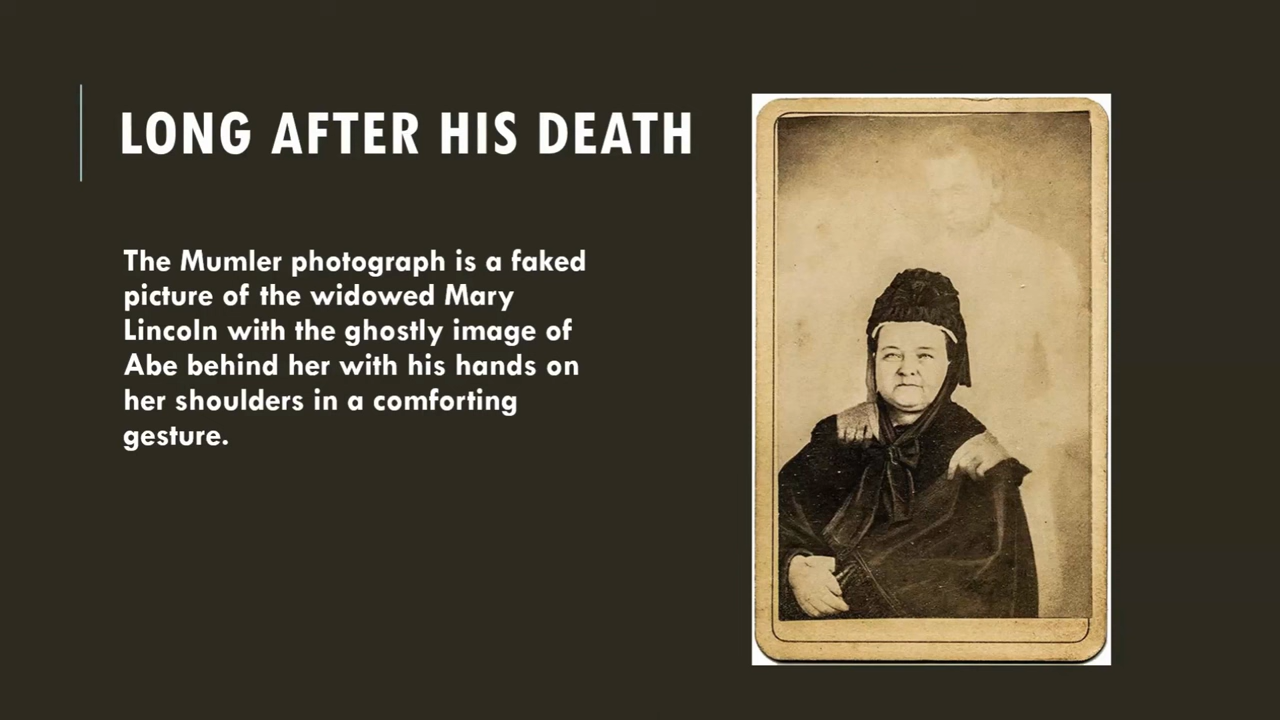 LONG AFTER HIS DEATH
The Mumler photograph is a faked
picture of the widowed Mary
Lincoln with the ghostly image of
Abe behind her with his hands on
her shoulders in a comforting
gesture.